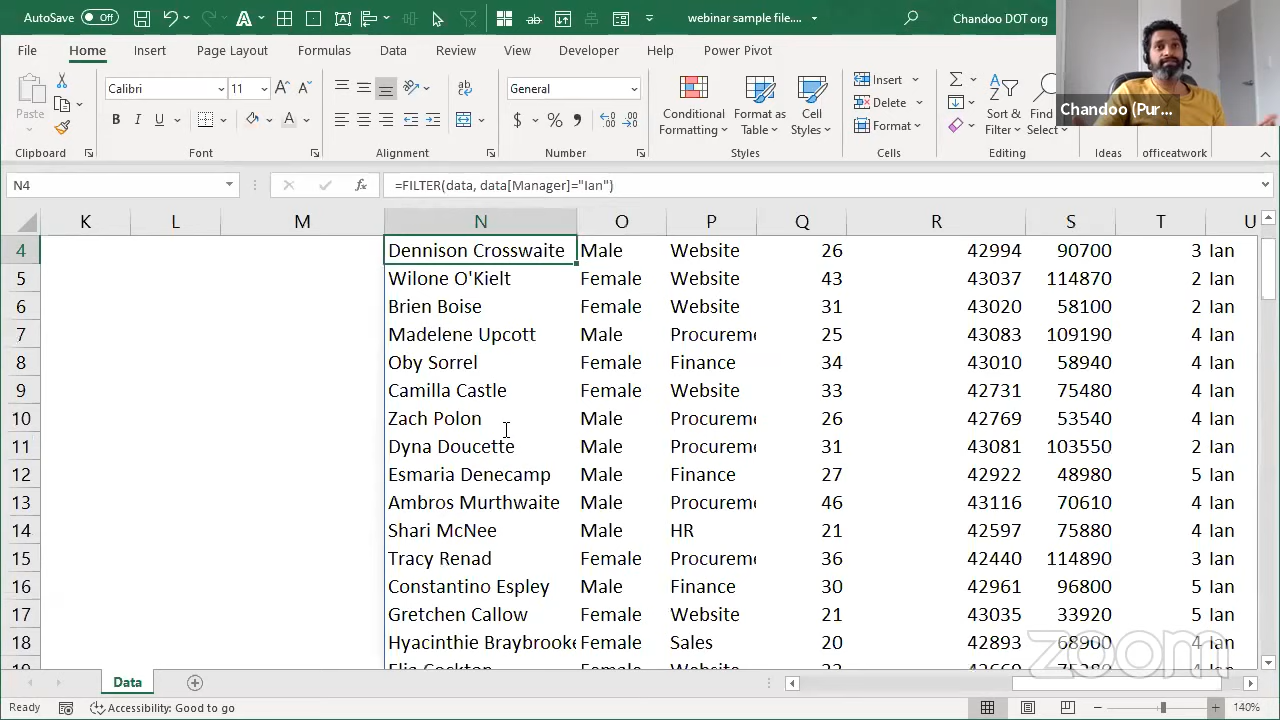 AutoSave Off webinar sample file.... Chandoo DOT org
File Home Insert Page Layout Formulas Data Review View Developer Help Power Pivot
Calibri 11 General
Paste B I U A Conditional Formatting Format as Table Cell Styles Insert Delete Format Sort & Filter Find Select
Chandoo (Pur...
Clipboard Font Alignment Number Styles Cells Editing Ideas officeatwork
N4 fx =FILTER(data, data[Manager]="Ian")
K L M N O P Q R S T U
4 Dennison Crosswaite Male Website 26 42994 90700 3 Ian
5 Wilone O'Kielt Female Website 43 43037 114870 2 Ian
6 Brien Boise Female Website 31 43020 58100 2 Ian
7 Madelene Upcott Male Procureme 25 43083 109190 4 Ian
8 Oby Sorrel Female Finance 34 43010 58940 4 Ian
9 Camilla Castle Female Website 33 42731 75480 4 Ian
10 Zach Polon Male Procureme 26 42769 53540 4 Ian
11 Dyna Doucette Male Procureme 31 43081 103550 2 Ian
12 Esmaria Denecamp Male Finance 27 42922 48980 5 Ian
13 Ambros Murthwaite Male Procureme 46 43116 70610 4 Ian
14 Shari McNee Male HR 21 42597 75880 4 Ian
15 Tracy Renad Female Procureme 36 42440 114890 3 Ian
16 Constantino Espley Male Finance 30 42961 96800 5 Ian
17 Gretchen Callow Female Website 21 43035 33920 5 Ian
18 Hyacinthie Braybrooke Female Sales 20 42893 68900 4 Ian
zoom
Data
Ready Accessibility: Good to go 140%